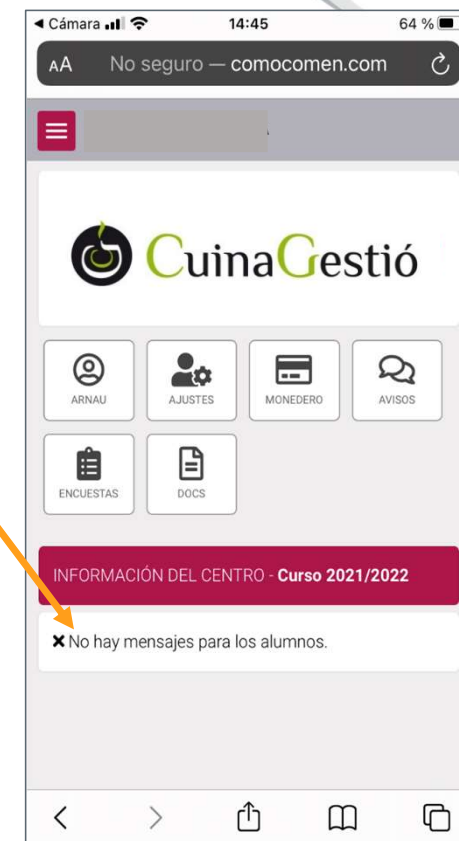 ◀ Cámara 14:45 64 %
AA No seguro — comocomen.com
CuinaGestió
ARNAU AJUSTES MONEDERO AVISOS
ENCUESTAS DOCS
INFORMACIÓN DEL CENTRO - Curso 2021/2022
✖ No hay mensajes para los alumnos.